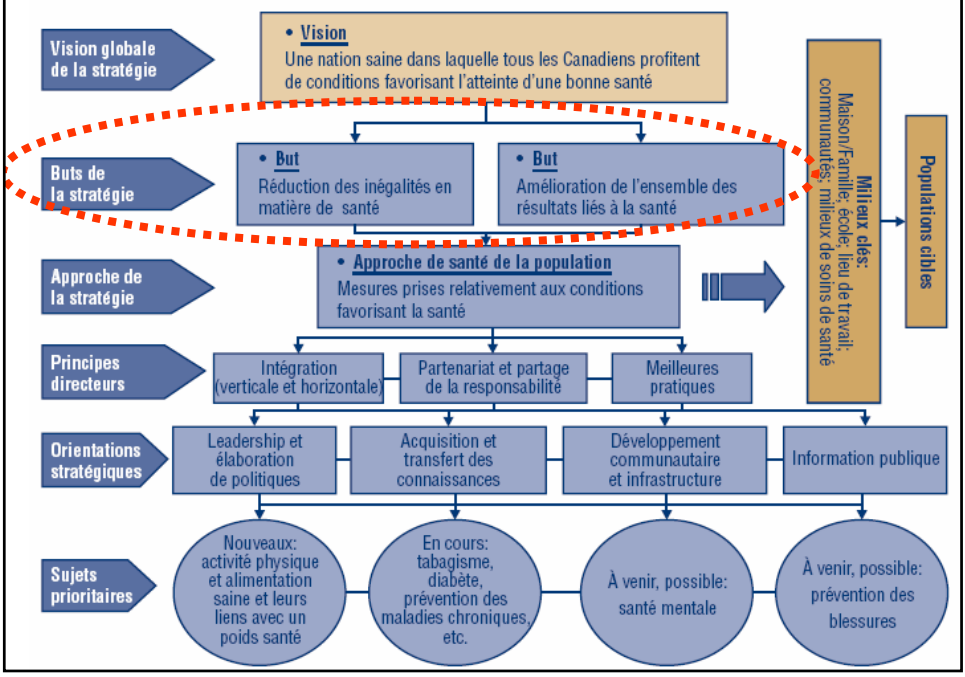 Vision globale
de la stratégie
• Vision
Une nation saine dans laquelle tous les Canadiens profitent
de conditions favorisant l'atteinte d'une bonne santé
Buts de
la stratégie
• But
Réduction des inégalités en
matière de santé
• But
Amélioration de l'ensemble des
résultats liés à la santé
Approche de
la stratégie
• Approche de santé de la population
Mesures prises relativement aux conditions
favorisant la santé
Milieux clés:
Maison/Famille; école; lieu de travail;
communautés; milieux de soins de santé
Populations cibles
Principes
directeurs
Intégration
(verticale et horizontale)
Partenariat et partage
de la responsabilité
Meilleures
pratiques
Orientations
stratégiques
Leadership et
élaboration
de politiques
Acquisition et
transfert des
connaissances
Développement
communautaire
et infrastructure
Information publique
Sujets
prioritaires
Nouveaux:
activité physique
et alimentation
saine et leurs
liens avec un
poids santé
En cours:
tabagisme,
diabète,
prévention des
maladies chroniques,
etc.
À venir, possible:
santé mentale
À venir, possible:
prévention des
blessures